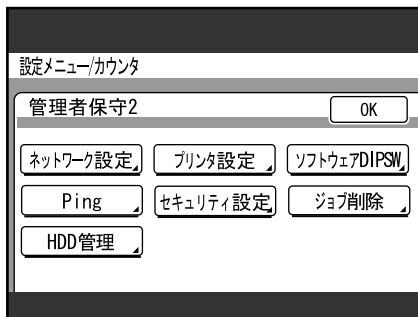 設定メニュー/カウンタ
管理者保守2
OK
ネットワーク設定 プリンタ設定 ソフトウェアDIPSW
Ping セキュリティ設定 ジョブ削除
HDD管理